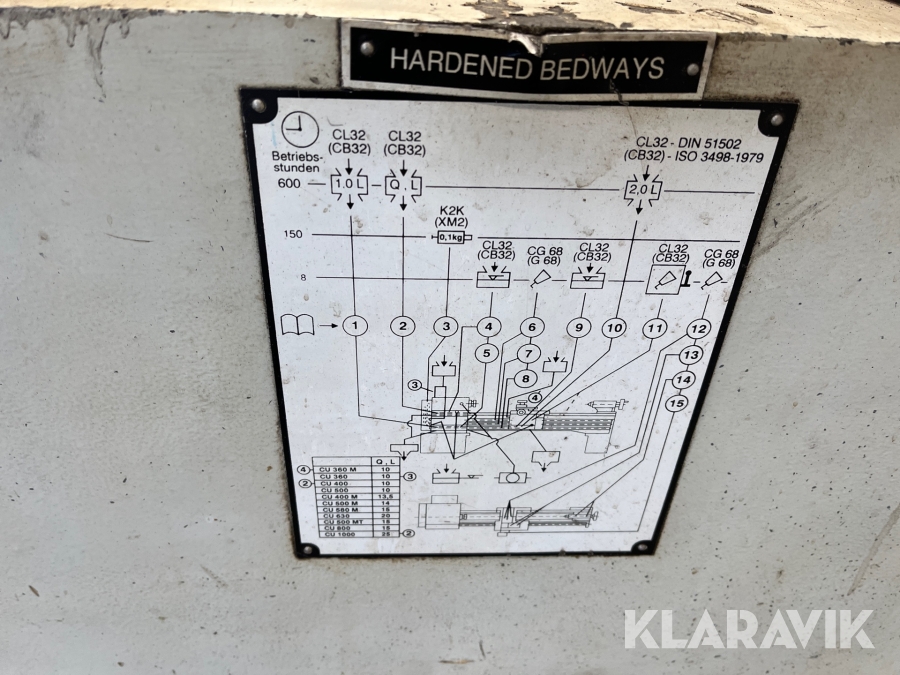 HARDENED BEDWAYS
Betriebs-
stunden
CL32
(CB32)
CL32
(CB32)
CL32 - DIN 51502
(CB32) - ISO 3498-1979
600
1.0 L
Q , L
2,0 L
150
K2K
(XM2)
0,1kg
8
CL32
(CB32)
CG 68
(G 68)
CL32
(CB32)
CL32
(CB32)
CG 68
(G 68)
1 2 3 4 6 9 10 11 12
5 7 13
8 14
15
3
4
Q , L
4 CU 360 M 10
CU 360 10 3
2 CU 400 10
CU 500 10
CU 400 M 13,5
CU 500 M 14
CU 580 M 15
CU 630 20
CU 500 MT 15
CU 800 15
CU 1000 25 2
KLARAVIK